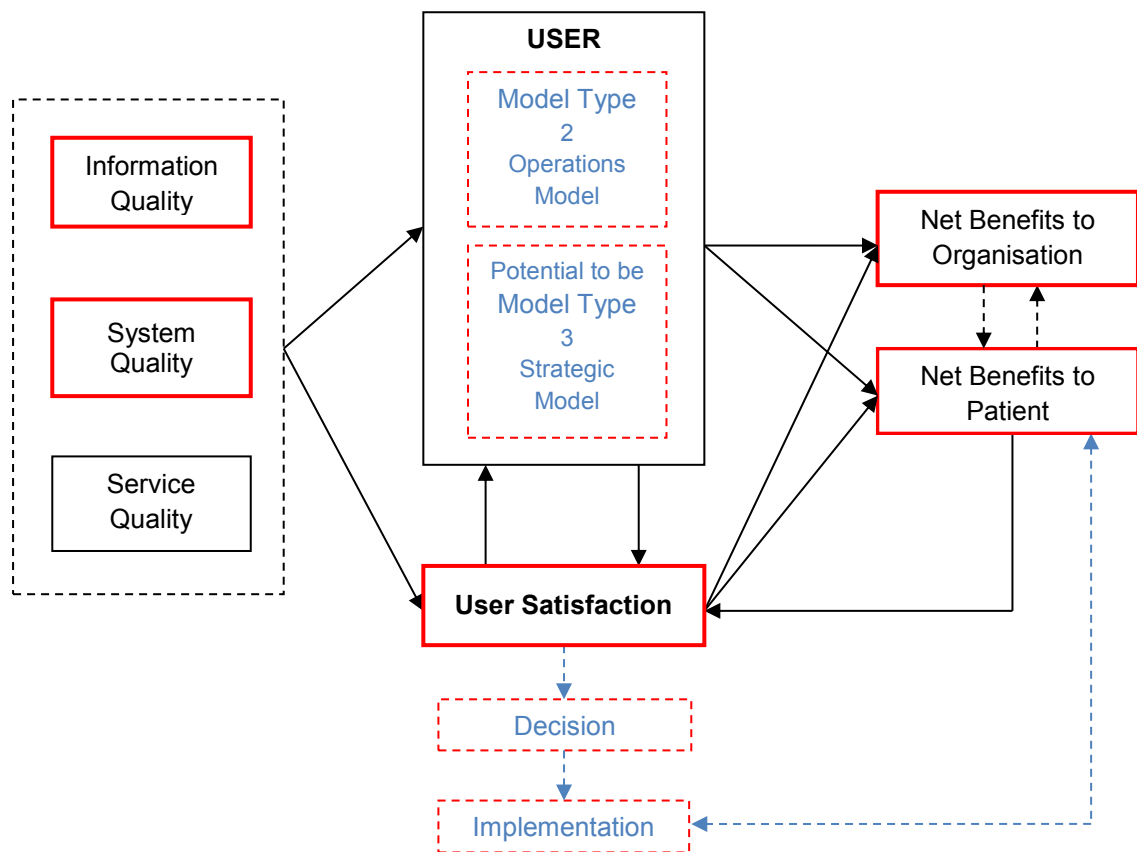 Information
Quality
System
Quality
Service
Quality
USER
Model Type
2
Operations
Model
Potential to be
Model Type
3
Strategic
Model
User Satisfaction
Decision
Implementation
Net Benefits to
Organisation
Net Benefits to
Patient